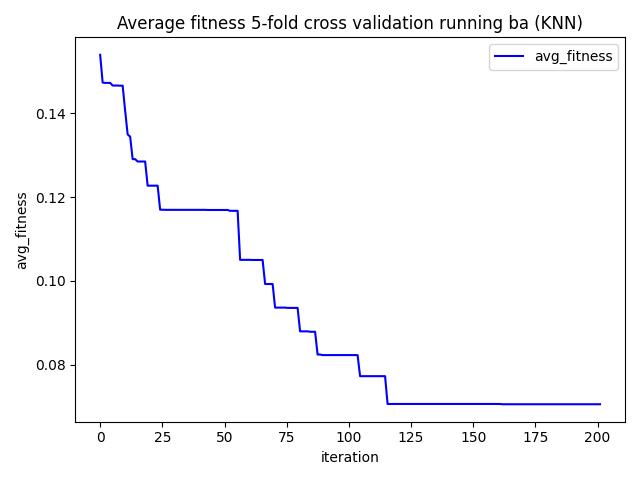 Average fitness 5-fold cross validation running ba (KNN)
avg_fitness
0.14
0.12
0.10
0.08
avg_fitness
0 25 50 75 100 125 150 175 200
iteration